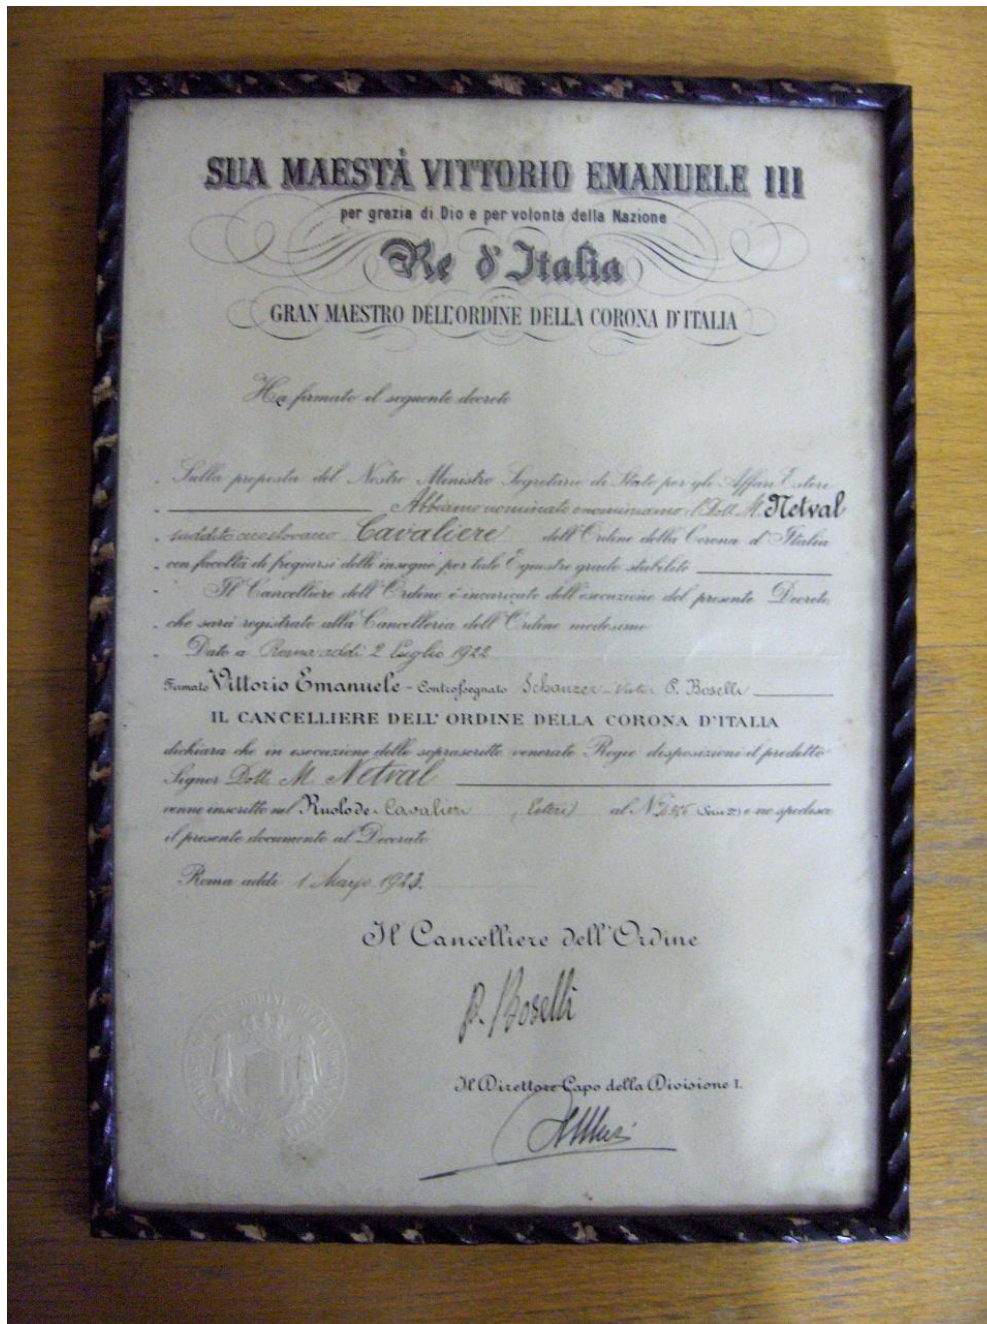 SUA MAESTÀ VITTORIO EMANUELE III
per grazia di Dio e per volontà della Nazione
Re d'Italia
GRAN MAESTRO DELL'ORDINE DELLA CORONA D'ITALIA
Ha firmato il seguente decreto
Sulla proposta del Nostro Ministro Segretario di Stato per gli Affari Esteri
Abbiamo nominato e nominiamo il Dott. M. Netval
suddito cecoslovacco Cavaliere dell'Ordine della Corona d'Italia
con facoltà di fregiarsi delle insegne per tale Equestre grado stabilite
Il Cancelliere dell'Ordine è incaricato dell'esecuzione del presente Decreto
che sarà registrato alla Cancelleria dell'Ordine medesimo
Dato a Roma addì 2 Luglio 1922
Firmato Vittorio Emanuele - Controssegnato Schanzer - Visto P. Boselli
IL CANCELLIERE DELL'ORDINE DELLA CORONA D'ITALIA
dichiara che in esecuzione delle soprascritte venerate Regie disposizioni il predetto
Signor Dott. M. Netval
venne inscritto nel Ruolo de Cavalieri (Esteri) al N. e ne spedisce
il presente documento al Decorato
Roma addì 1 Marzo 1923.
Il Cancelliere dell'Ordine
P. Boselli
Il Direttore Capo della Divisione I.